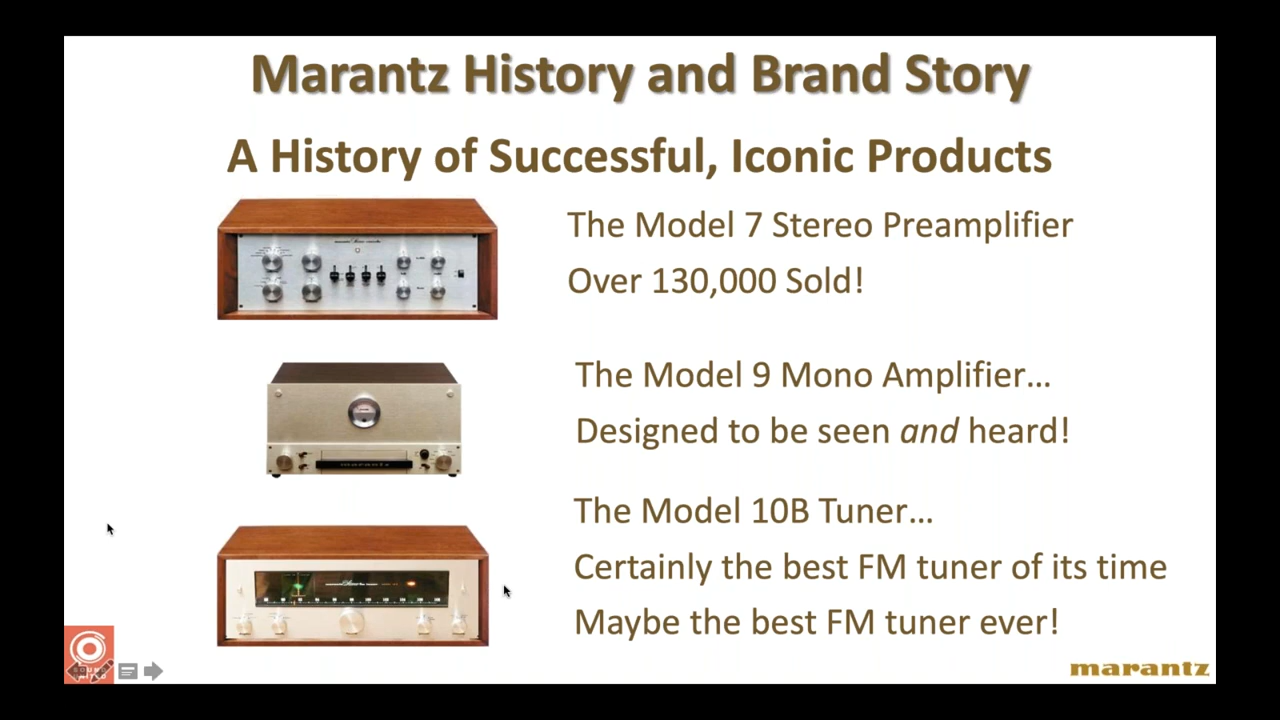 Marantz History and Brand Story
A History of Successful, Iconic Products
The Model 7 Stereo Preamplifier
Over 130,000 Sold!
The Model 9 Mono Amplifier...
Designed to be seen and heard!
The Model 10B Tuner...
Certainly the best FM tuner of its time
Maybe the best FM tuner ever!
marantz